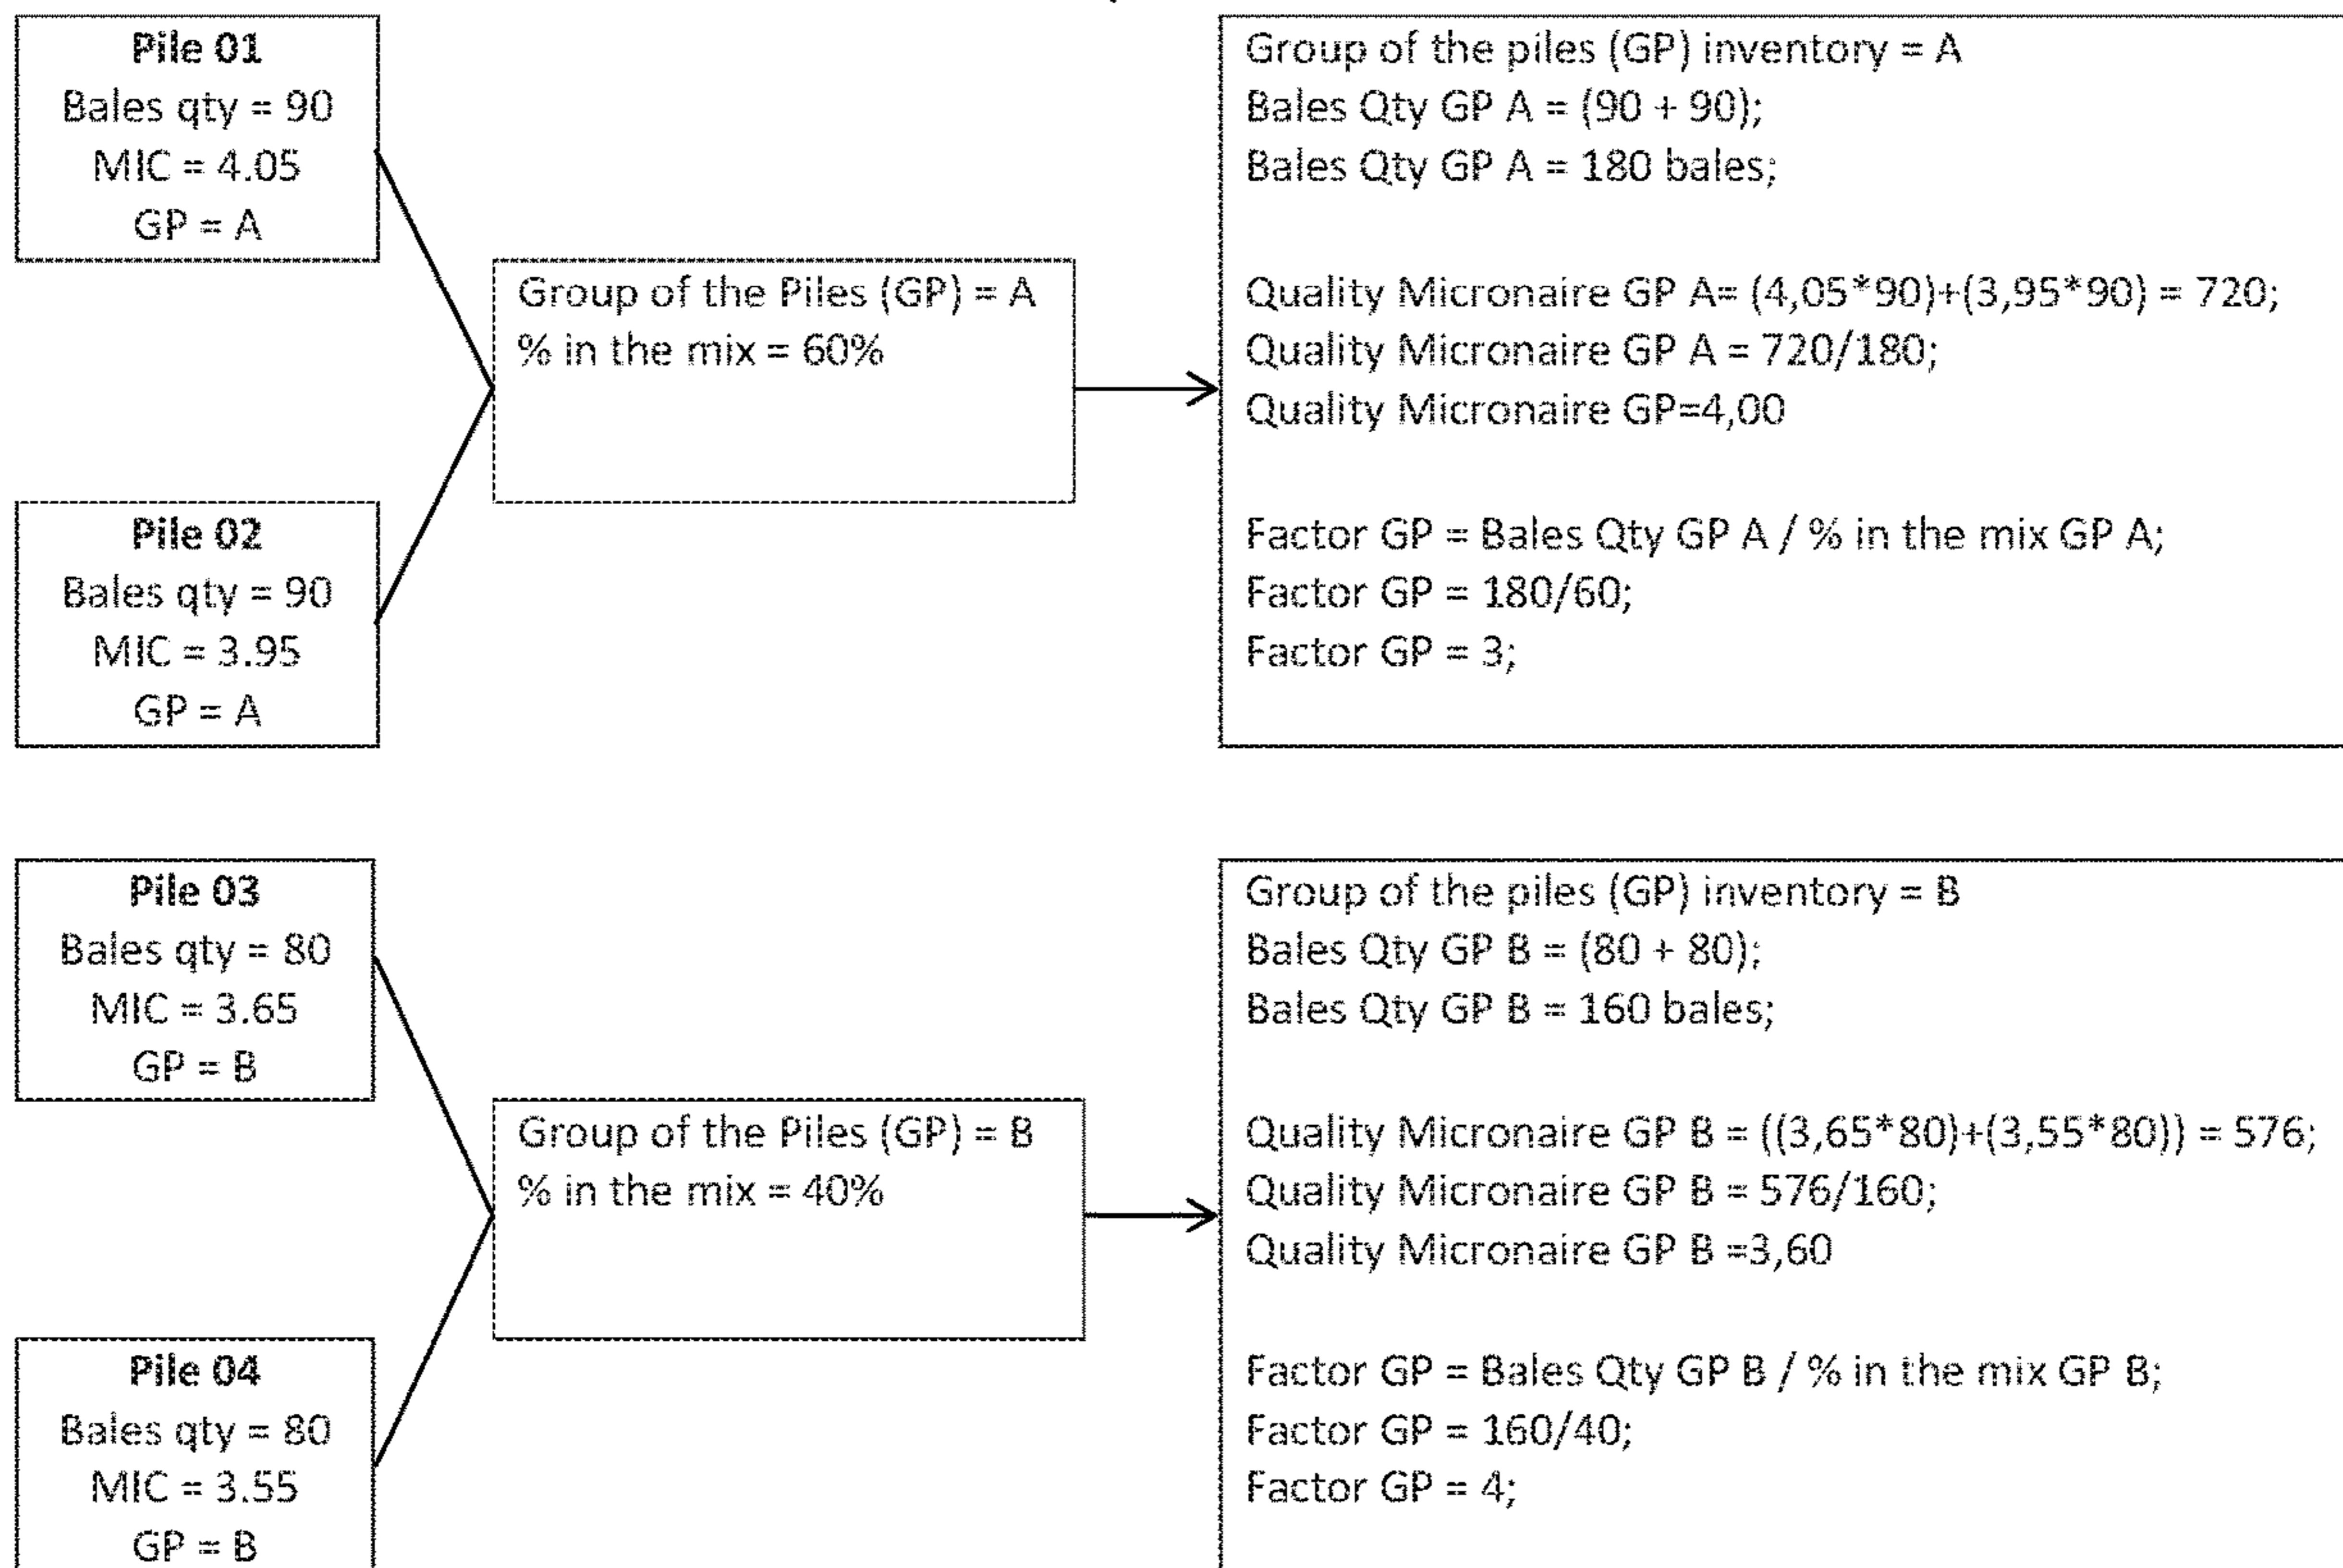 Pile 01
Bales qty = 90
MIC = 4.05
GP = A
Group of the Piles (GP) = A
% in the mix = 60%
Pile 02
Bales qty = 90
MIC = 3.95
GP = A
Group of the piles (GP) inventory = A
Bales Qty GP A = (90 + 90);
Bales Qty GP A = 180 bales;
Quality Micronaire GP A= (4,05*90)+(3,95*90) = 720;
Quality Micronaire GP A = 720/180;
Quality Micronaire GP=4,00
Factor GP = Bales Qty GP A / % in the mix GP A;
Factor GP = 180/60;
Factor GP = 3;
Pile 03
Bales qty = 80
MIC = 3.65
GP = B
Group of the Piles (GP) = B
% in the mix = 40%
Pile 04
Bales qty = 80
MIC = 3.55
GP = B
Group of the piles (GP) inventory = B
Bales Qty GP B = (80 + 80);
Bales Qty GP B = 160 bales;
Quality Micronaire GP B = ((3,65*80)+(3,55*80)) = 576;
Quality Micronaire GP B = 576/160;
Quality Micronaire GP B =3,60
Factor GP = Bales Qty GP B / % in the mix GP B;
Factor GP = 160/40;
Factor GP = 4;